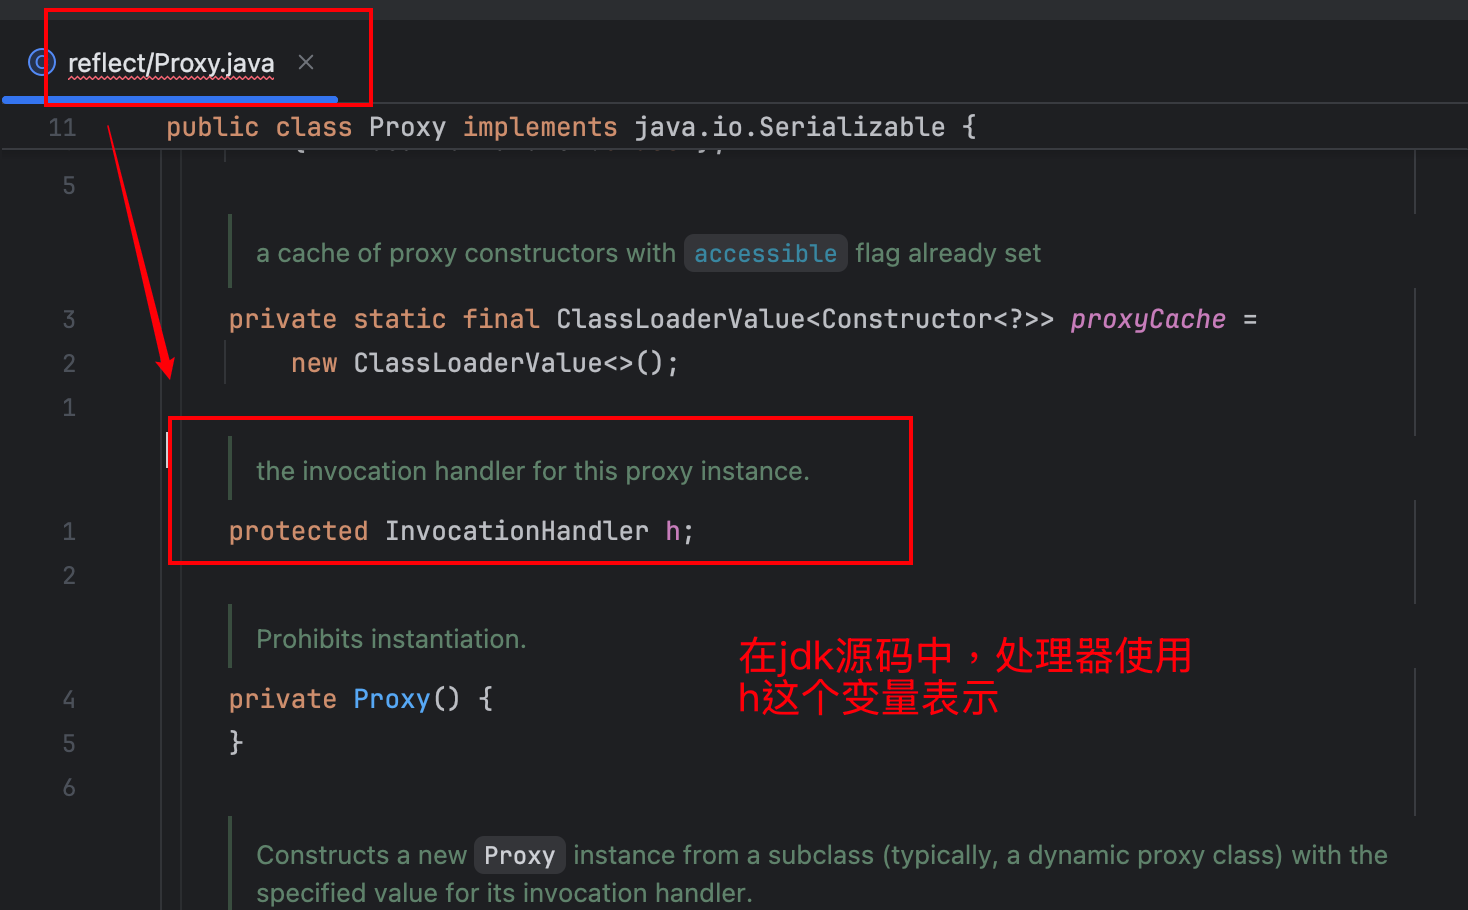 reflect/Proxy.java
11 public class Proxy implements java.io.Serializable {
5
a cache of proxy constructors with accessible flag already set
3 private static final ClassLoaderValue<Constructor<?>> proxyCache =
2 new ClassLoaderValue<>();
1
the invocation handler for this proxy instance.
1 protected InvocationHandler h;
2
Prohibits instantiation.
在jdk源码中，处理器使用
h这个变量表示
4 private Proxy() {
5 }
6
Constructs a new Proxy instance from a subclass (typically, a dynamic proxy class) with the
specified value for its invocation handler.